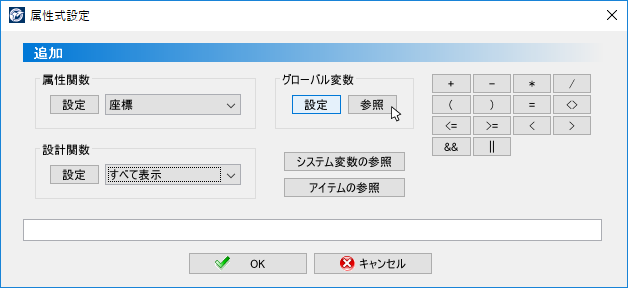 属性式設定
追加
属性関数
設定 座標
グローバル変数
設定 参照
+ - * /
( ) = <>
<= >= < >
&& ||
設計関数
設定 すべて表示
システム変数の参照
アイテムの参照
OK キャンセル